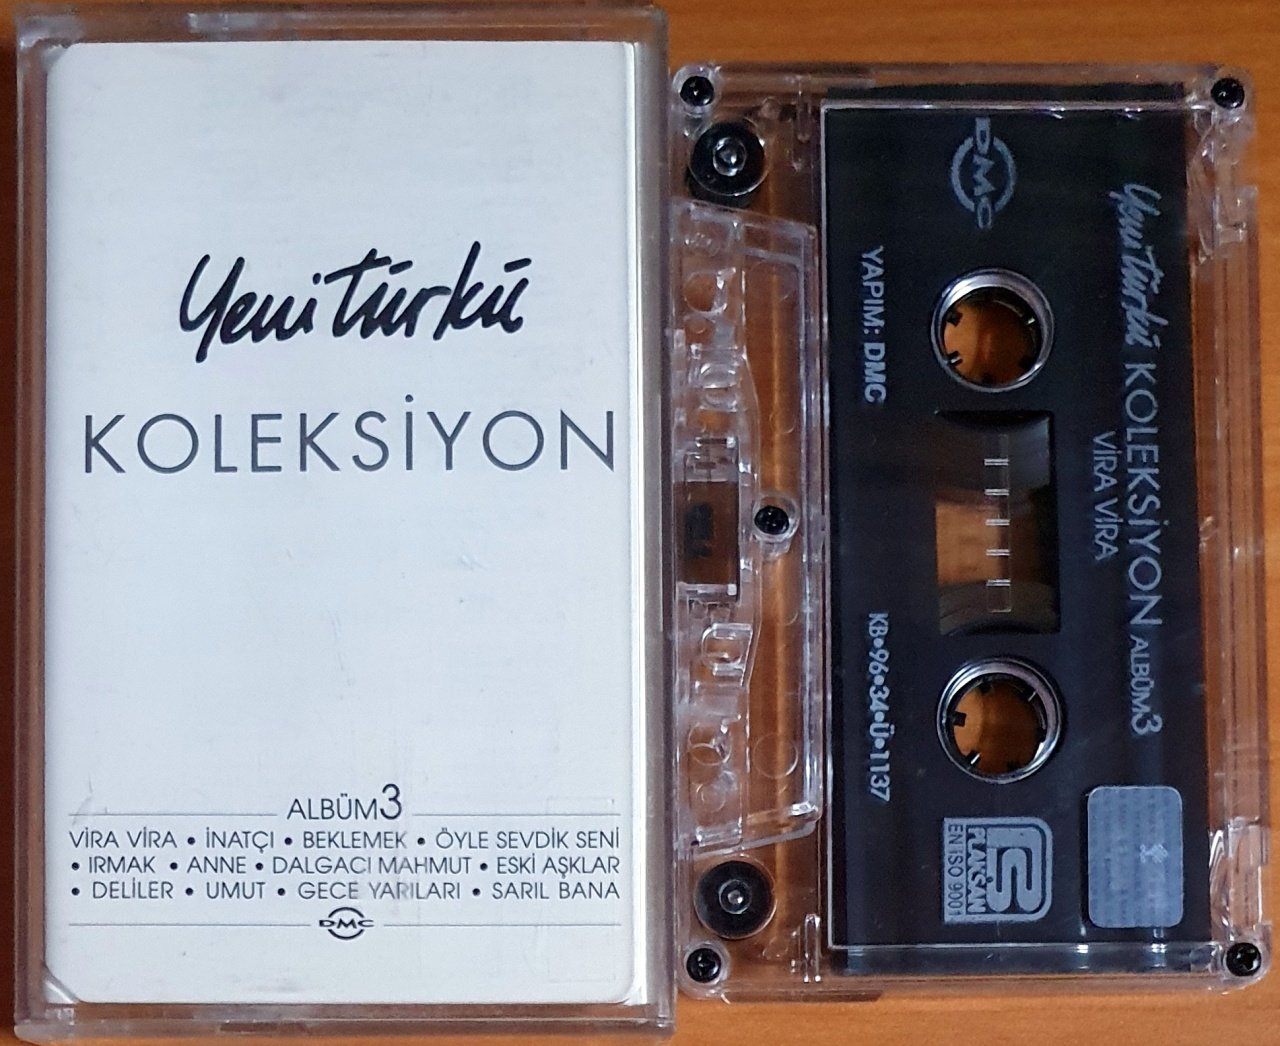 Yeni Türkü
KOLEKSİYON
ALBÜM3
VİRA VİRA • İNATÇI • BEKLEMEK • ÖYLE SEVDİK SENİ
• IRMAK • ANNE • DALGACI MAHMUT • ESKİ AŞKLAR
• DELİLER • UMUT • GECE YARILARI • SARIL BANA
DMC
Yeni Türkü KOLEKSİYON ALBÜM3
VİRA VİRA
DMC
YAPIM: DMC
KB•96•34•Ü•1137
PLAKSAN
EN ISO 9001